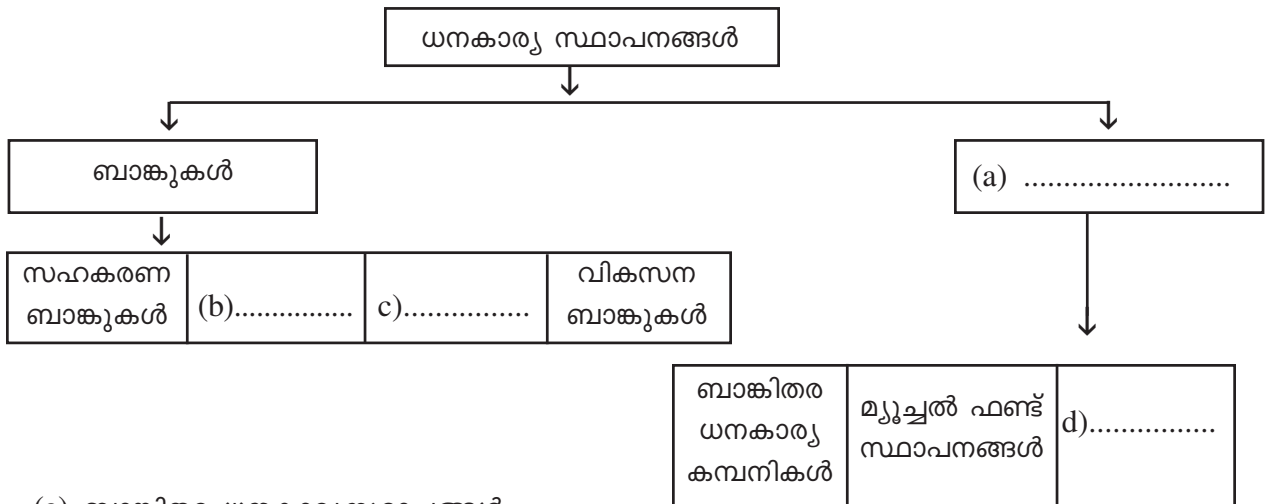 ധനകാര്യ സ്ഥാപനങ്ങൾ
ബാങ്കുകൾ
(a) ..........................
സഹകരണ
ബാങ്കുകൾ
(b)................
c).................
വികസന
ബാങ്കുകൾ
ബാങ്കിതര
ധനകാര്യ
കമ്പനികൾ
മ്യൂച്ചൽ ഫണ്ട്
സ്ഥാപനങ്ങൾ
d).................